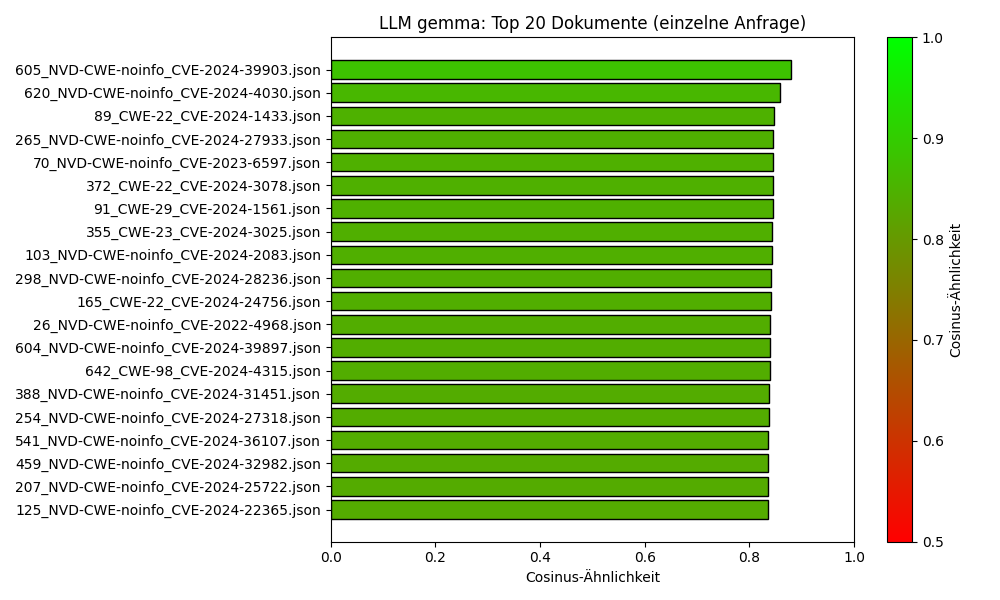 LLM gemma: Top 20 Dokumente (einzelne Anfrage)
605_NVD-CWE-noinfo_CVE-2024-39903.json
620_NVD-CWE-noinfo_CVE-2024-4030.json
89_CWE-22_CVE-2024-1433.json
265_NVD-CWE-noinfo_CVE-2024-27933.json
70_NVD-CWE-noinfo_CVE-2023-6597.json
372_CWE-22_CVE-2024-3078.json
91_CWE-29_CVE-2024-1561.json
355_CWE-23_CVE-2024-3025.json
103_NVD-CWE-noinfo_CVE-2024-2083.json
298_NVD-CWE-noinfo_CVE-2024-28236.json
165_CWE-22_CVE-2024-24756.json
26_NVD-CWE-noinfo_CVE-2022-4968.json
604_NVD-CWE-noinfo_CVE-2024-39897.json
642_CWE-98_CVE-2024-4315.json
388_NVD-CWE-noinfo_CVE-2024-31451.json
254_NVD-CWE-noinfo_CVE-2024-27318.json
541_NVD-CWE-noinfo_CVE-2024-36107.json
459_NVD-CWE-noinfo_CVE-2024-32982.json
207_NVD-CWE-noinfo_CVE-2024-25722.json
125_NVD-CWE-noinfo_CVE-2024-22365.json
0.0 0.2 0.4 0.6 0.8 1.0
Cosinus-Ähnlichkeit
1.0
0.9
0.8
0.7
0.6
0.5
Cosinus-Ähnlichkeit